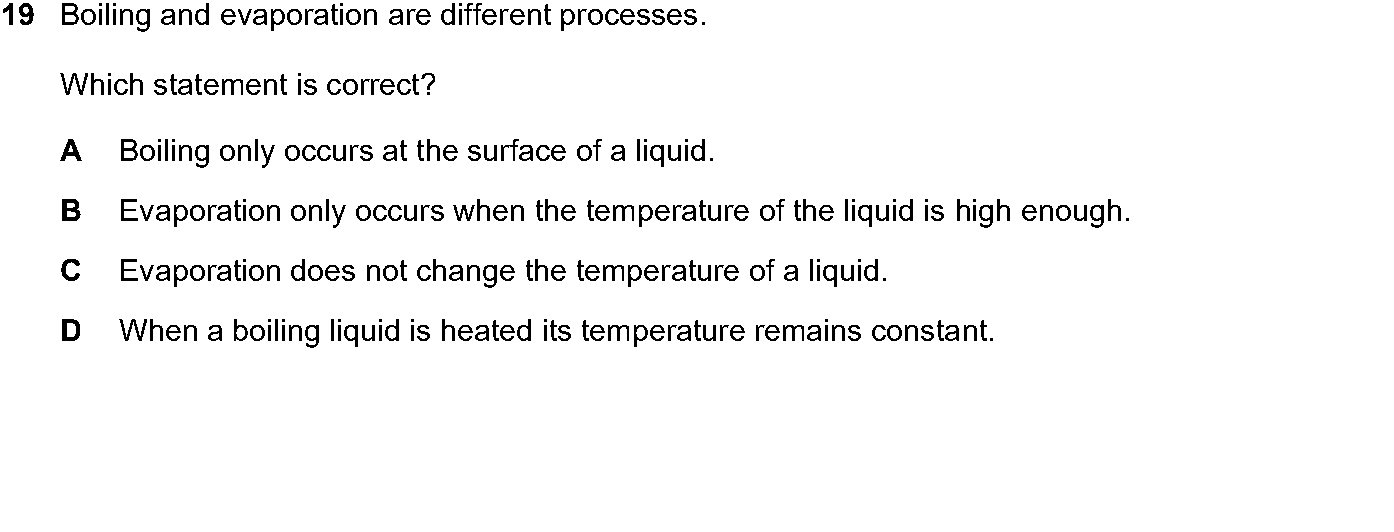 19 Boiling and evaporation are different processes.
Which statement is correct?
A Boiling only occurs at the surface of a liquid.
B Evaporation only occurs when the temperature of the liquid is high enough.
C Evaporation does not change the temperature of a liquid.
D When a boiling liquid is heated its temperature remains constant.